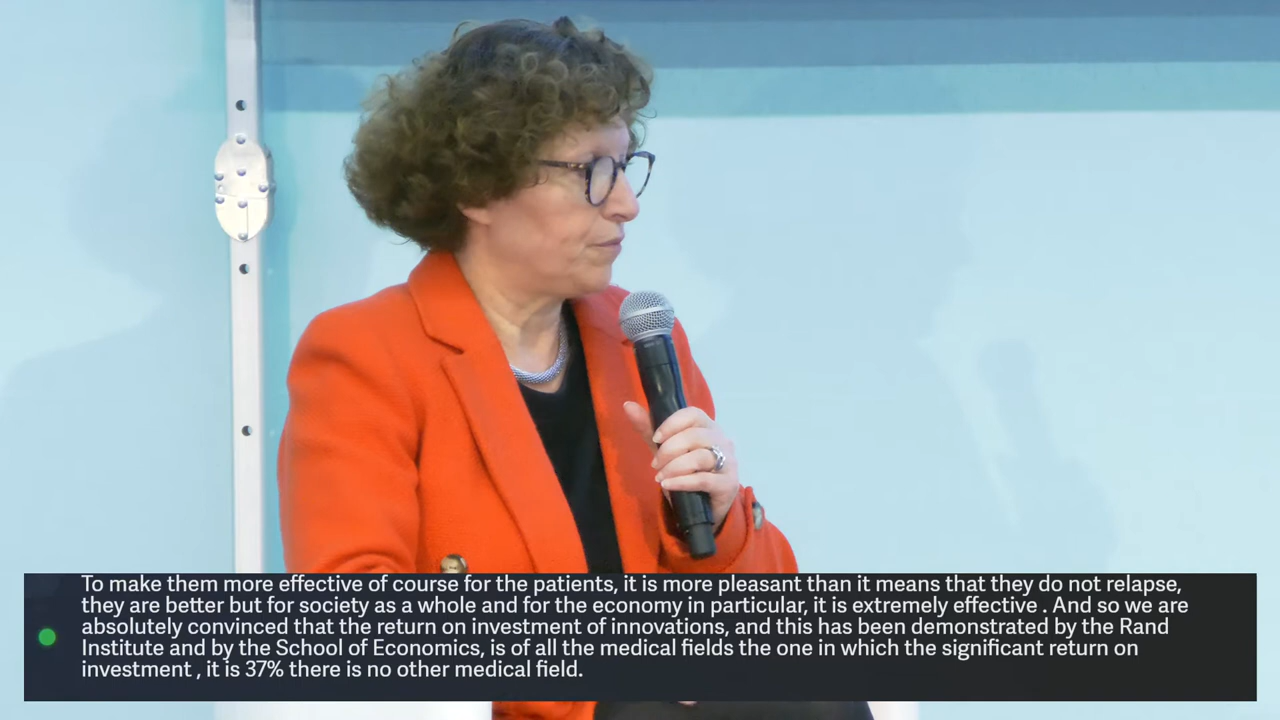 To make them more effective of course for the patients, it is more pleasant than it means that they do not relapse,
they are better but for society as a whole and for the economy in particular, it is extremely effective . And so we are
absolutely convinced that the return on investment of innovations, and this has been demonstrated by the Rand
Institute and by the School of Economics, is of all the medical fields the one in which the significant return on
investment , it is 37% there is no other medical field.